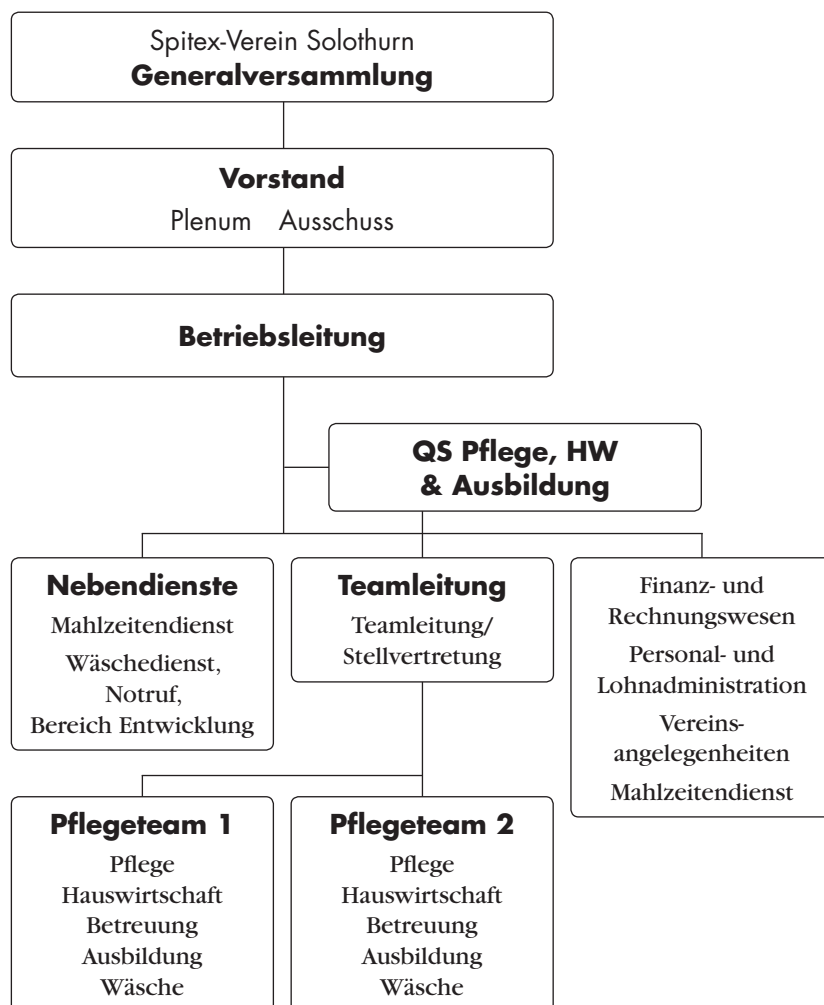 Spitex-Verein Solothurn
Generalversammlung
Vorstand
Plenum Ausschuss
Betriebsleitung
QS Pflege, HW
& Ausbildung
Nebendienste
Mahlzeitendienst
Wäschedienst,
Notruf,
Bereich Entwicklung
Teamleitung
Teamleitung/
Stellvertretung
Finanz- und
Rechnungswesen
Personal- und
Lohnadministration
Vereins-
angelegenheiten
Mahlzeitendienst
Pflegeteam 1
Pflege
Hauswirtschaft
Betreuung
Ausbildung
Wäsche
Pflegeteam 2
Pflege
Hauswirtschaft
Betreuung
Ausbildung
Wäsche